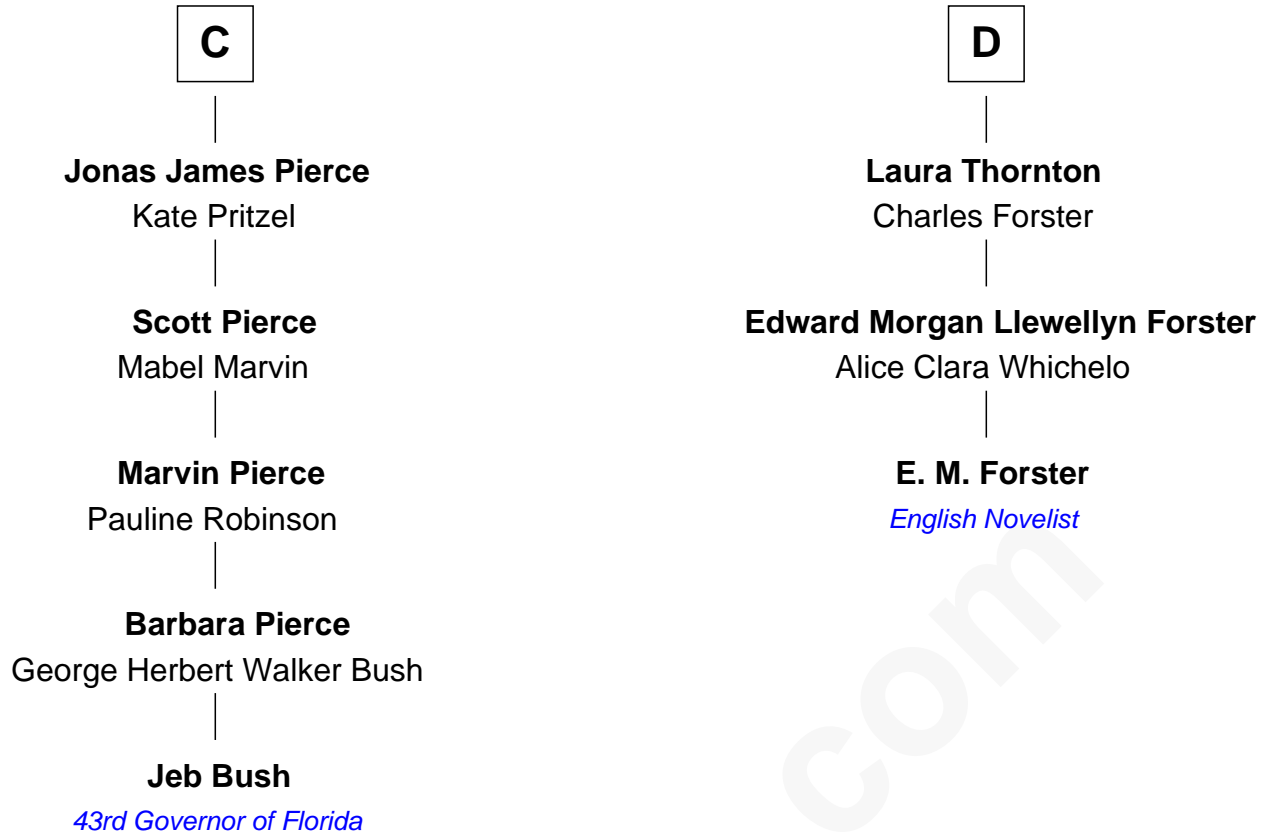 C
Jonas James Pierce
Kate Pritzel
Scott Pierce
Mabel Marvin
Marvin Pierce
Pauline Robinson
Barbara Pierce
George Herbert Walker Bush
Jeb Bush
43rd Governor of Florida
D
Laura Thornton
Charles Forster
Edward Morgan Llewellyn Forster
Alice Clara Whichelo
E. M. Forster
English Novelist
com